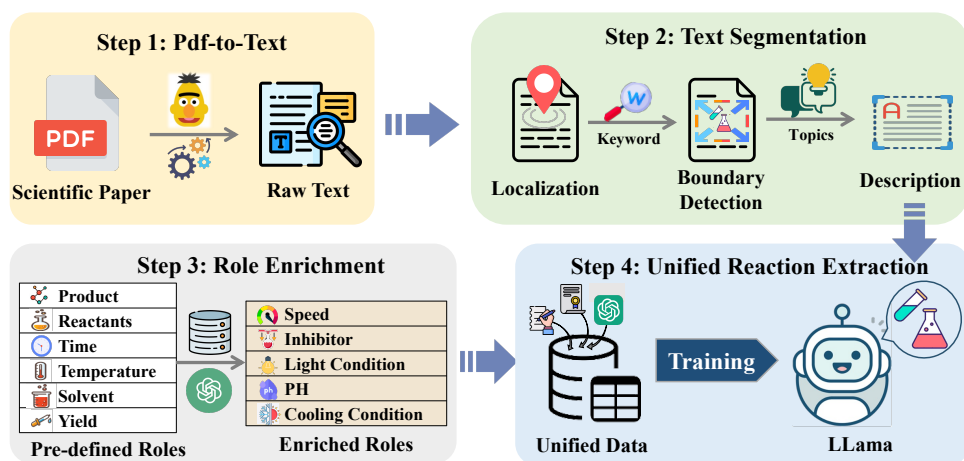 Step 1: Pdf-to-Text
PDF
Scientific Paper
T
Raw Text
Step 2: Text Segmentation
Localization
W
Keyword
Boundary
Detection
Topics
A
Description
Step 3: Role Enrichment
Product
Reactants
Time
Temperature
Solvent
Yield
Pre-defined Roles
Speed
Inhibitor
Light Condition
ph
PH
Cooling Condition
Enriched Roles
Step 4: Unified Reaction Extraction
Unified Data
Training
LLama